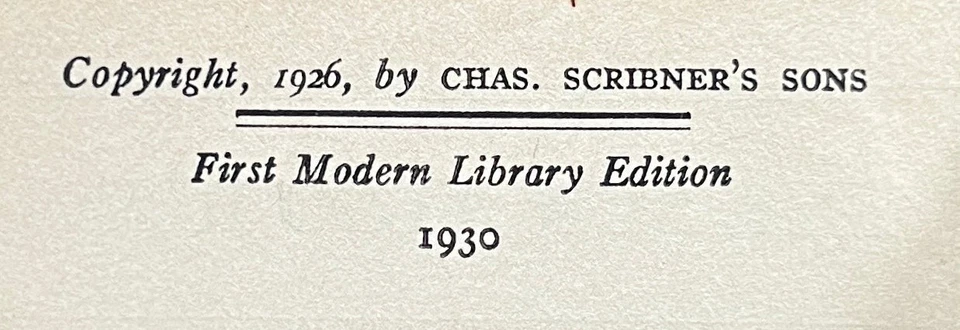 Copyright, 1926, by CHAS. SCRIBNER'S SONS
First Modern Library Edition
1930